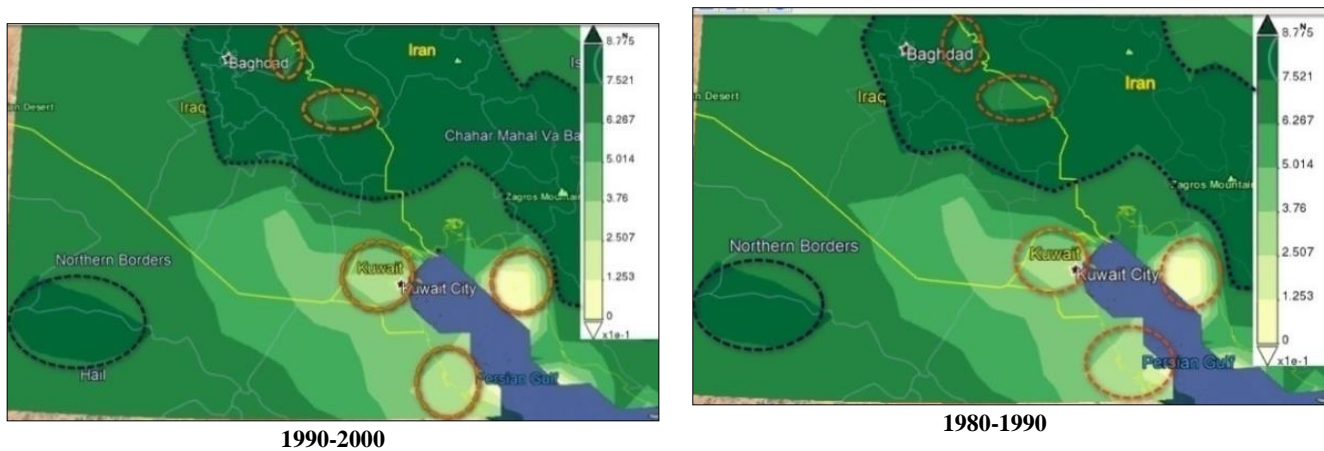 Baghdad
Iran
Iraq
n Desert
Chahar Mahal Va Ba
Zagros Mountain
Northern Borders
Kuwait
Kuwait City
Hail
Persian Gulf
8.775
7.521
6.267
5.014
3.76
2.507
1.253
0
x1e-1
1990-2000
Baghdad
Iran
Iraq
n Desert
Zagros Mountain
Northern Borders
Kuwait
Kuwait City
Persian Gulf
8.775
7.521
6.267
5.014
3.76
2.507
1.253
0
x1e-1
1980-1990